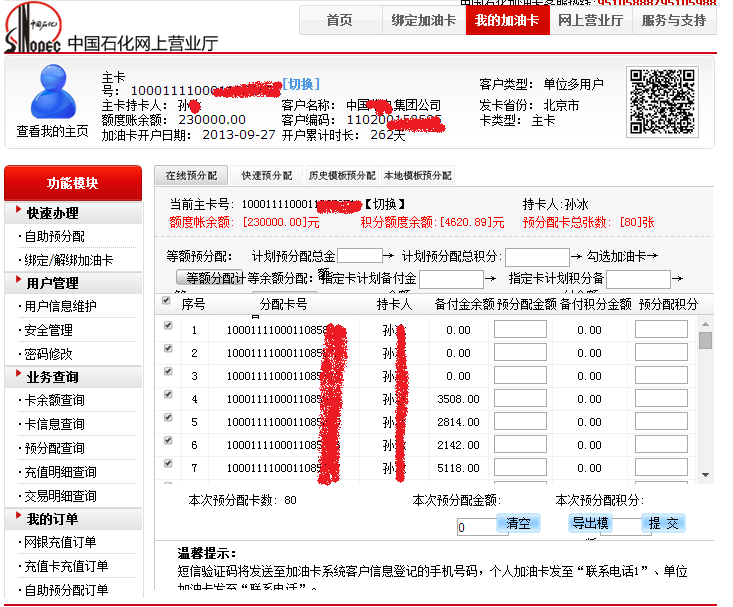 中国石化加油卡客服热线:95105888/95105988
首页 绑定加油卡 我的加油卡 网上营业厅 服务与支持
中国石化
SINOPEC 中国石化网上营业厅
主卡
号: 1000111100011 [切换] 客户类型: 单位多用户
主卡持卡人: 孙冰 客户名称: 中国 集团公司 发卡省份: 北京市
额度账余额: 230000.00 客户编码: 110200 卡类型: 主卡
加油卡开户日期: 2013-09-27 开户累计时长: 262天
查看我的主页
功能模块
快速办理
·自助预分配
·绑定/解绑加油卡
用户管理
·用户信息维护
·安全管理
·密码修改
业务查询
·卡余额查询
·卡信息查询
·预分配查询
·充值明细查询
·交易明细查询
我的订单
·网银充值订单
·充值卡充值订单
·自助预分配订单
在线预分配 快速预分配 历史模板预分配 本地模板预分配
当前主卡号: 1000111100011 【切换】 持卡人:孙冰
额度帐余额: [230000.00]元 积分额度余额:[4620.89]元 预分配卡总张数: [80]张
等额预分配: 计划预分配总金额 → 计划预分配总积分: → 勾选加油卡→
等额分配计 等余额分配: 指定卡计划备付金 → 指定卡计划积分备 →
序号 分配卡号 持卡人 备付金余额 预分配金额 备付积分金额 预分配积分
1 1000111100011085 孙 0.00 0.00
2 1000111100011085 孙 0.00 0.00
3 1000111100011085 孙 0.00 0.00
4 1000111100011085 孙 3508.00 0.00
5 1000111100011085 孙 2814.00 0.00
6 1000111100011085 孙 2142.00 0.00
7 1000111100011085 孙 5118.00 0.00
本次预分配卡数: 80 本次预分配金额: 本次预分配积分:
0 清空 导出模 提 交
温馨提示:
短信验证码将发送至加油卡系统客户信息登记的手机号码，个人加油卡发至“联系电话1”、单位
加油卡发至“联系电话”。